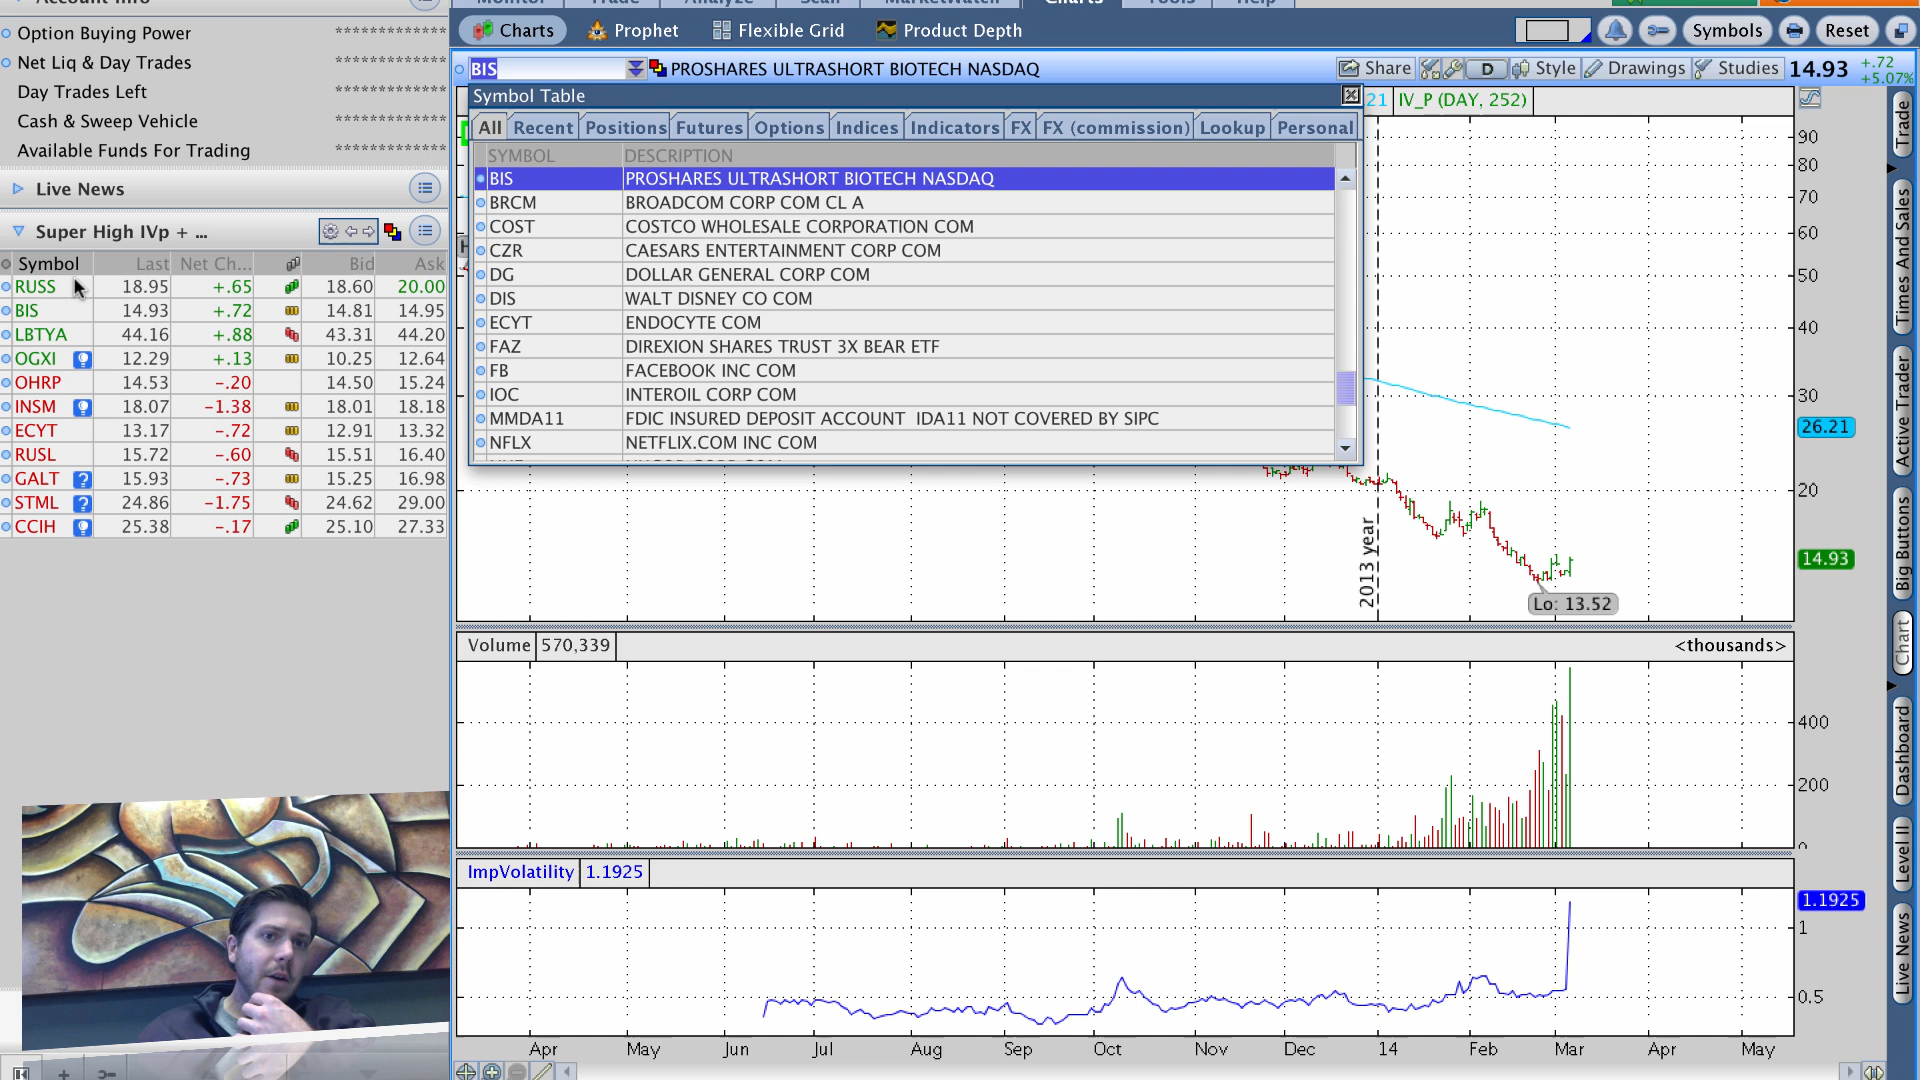 Account Info
Option Buying Power ************
Net Liq & Day Trades ************
Day Trades Left ************
Cash & Sweep Vehicle ************
Available Funds For Trading ************
Live News
Super High IVp + ...
Symbol Last Net Ch... Bid Ask
RUSS 18.95 +.65 18.60 20.00
BIS 14.93 +.72 14.81 14.95
LBTYA 44.16 +.88 43.31 44.20
OGXI 12.29 +.13 10.25 12.64
OHRP 14.53 -.20 14.50 15.24
INSM 18.07 -1.38 18.01 18.18
ECYT 13.17 -.72 12.91 13.32
RUSL 15.72 -.60 15.51 16.40
GALT ? 15.93 -.73 15.25 16.98
STML ? 24.86 -1.75 24.62 29.00
CCIH 25.38 -.17 25.10 27.33
Monitor Trade Analyze Scan MarketWatch Charts Tools Help
Charts Prophet Flexible Grid Product Depth Symbols Reset
BIS PROSHARES ULTRASHORT BIOTECH NASDAQ Share D Style Drawings Studies 14.93 +.72 +5.07%
Symbol Table
21 IV_P (DAY, 252)
All Recent Positions Futures Options Indices Indicators FX FX (commission) Lookup Personal
SYMBOL DESCRIPTION
BIS PROSHARES ULTRASHORT BIOTECH NASDAQ
BRCM BROADCOM CORP COM CL A
COST COSTCO WHOLESALE CORPORATION COM
CZR CAESARS ENTERTAINMENT CORP COM
DG DOLLAR GENERAL CORP COM
DIS WALT DISNEY CO COM
ECYT ENDOCYTE COM
FAZ DIREXION SHARES TRUST 3X BEAR ETF
FB FACEBOOK INC COM
IOC INTEROIL CORP COM
MMDA11 FDIC INSURED DEPOSIT ACCOUNT IDA11 NOT COVERED BY SIPC
NFLX NETFLIX.COM INC COM
90
80
70
60
50
40
30
26.21
20
14.93
2013 year
Lo: 13.52
Volume 570,339 <thousands>
400
200
0
ImpVolatility 1.1925
1.1925
1
0.5
Apr May Jun Jul Aug Sep Oct Nov Dec 14 Feb Mar Apr May
Trade
Times And Sales
Active Trader
Big Buttons
Chart
Dashboard
Level II
Live News